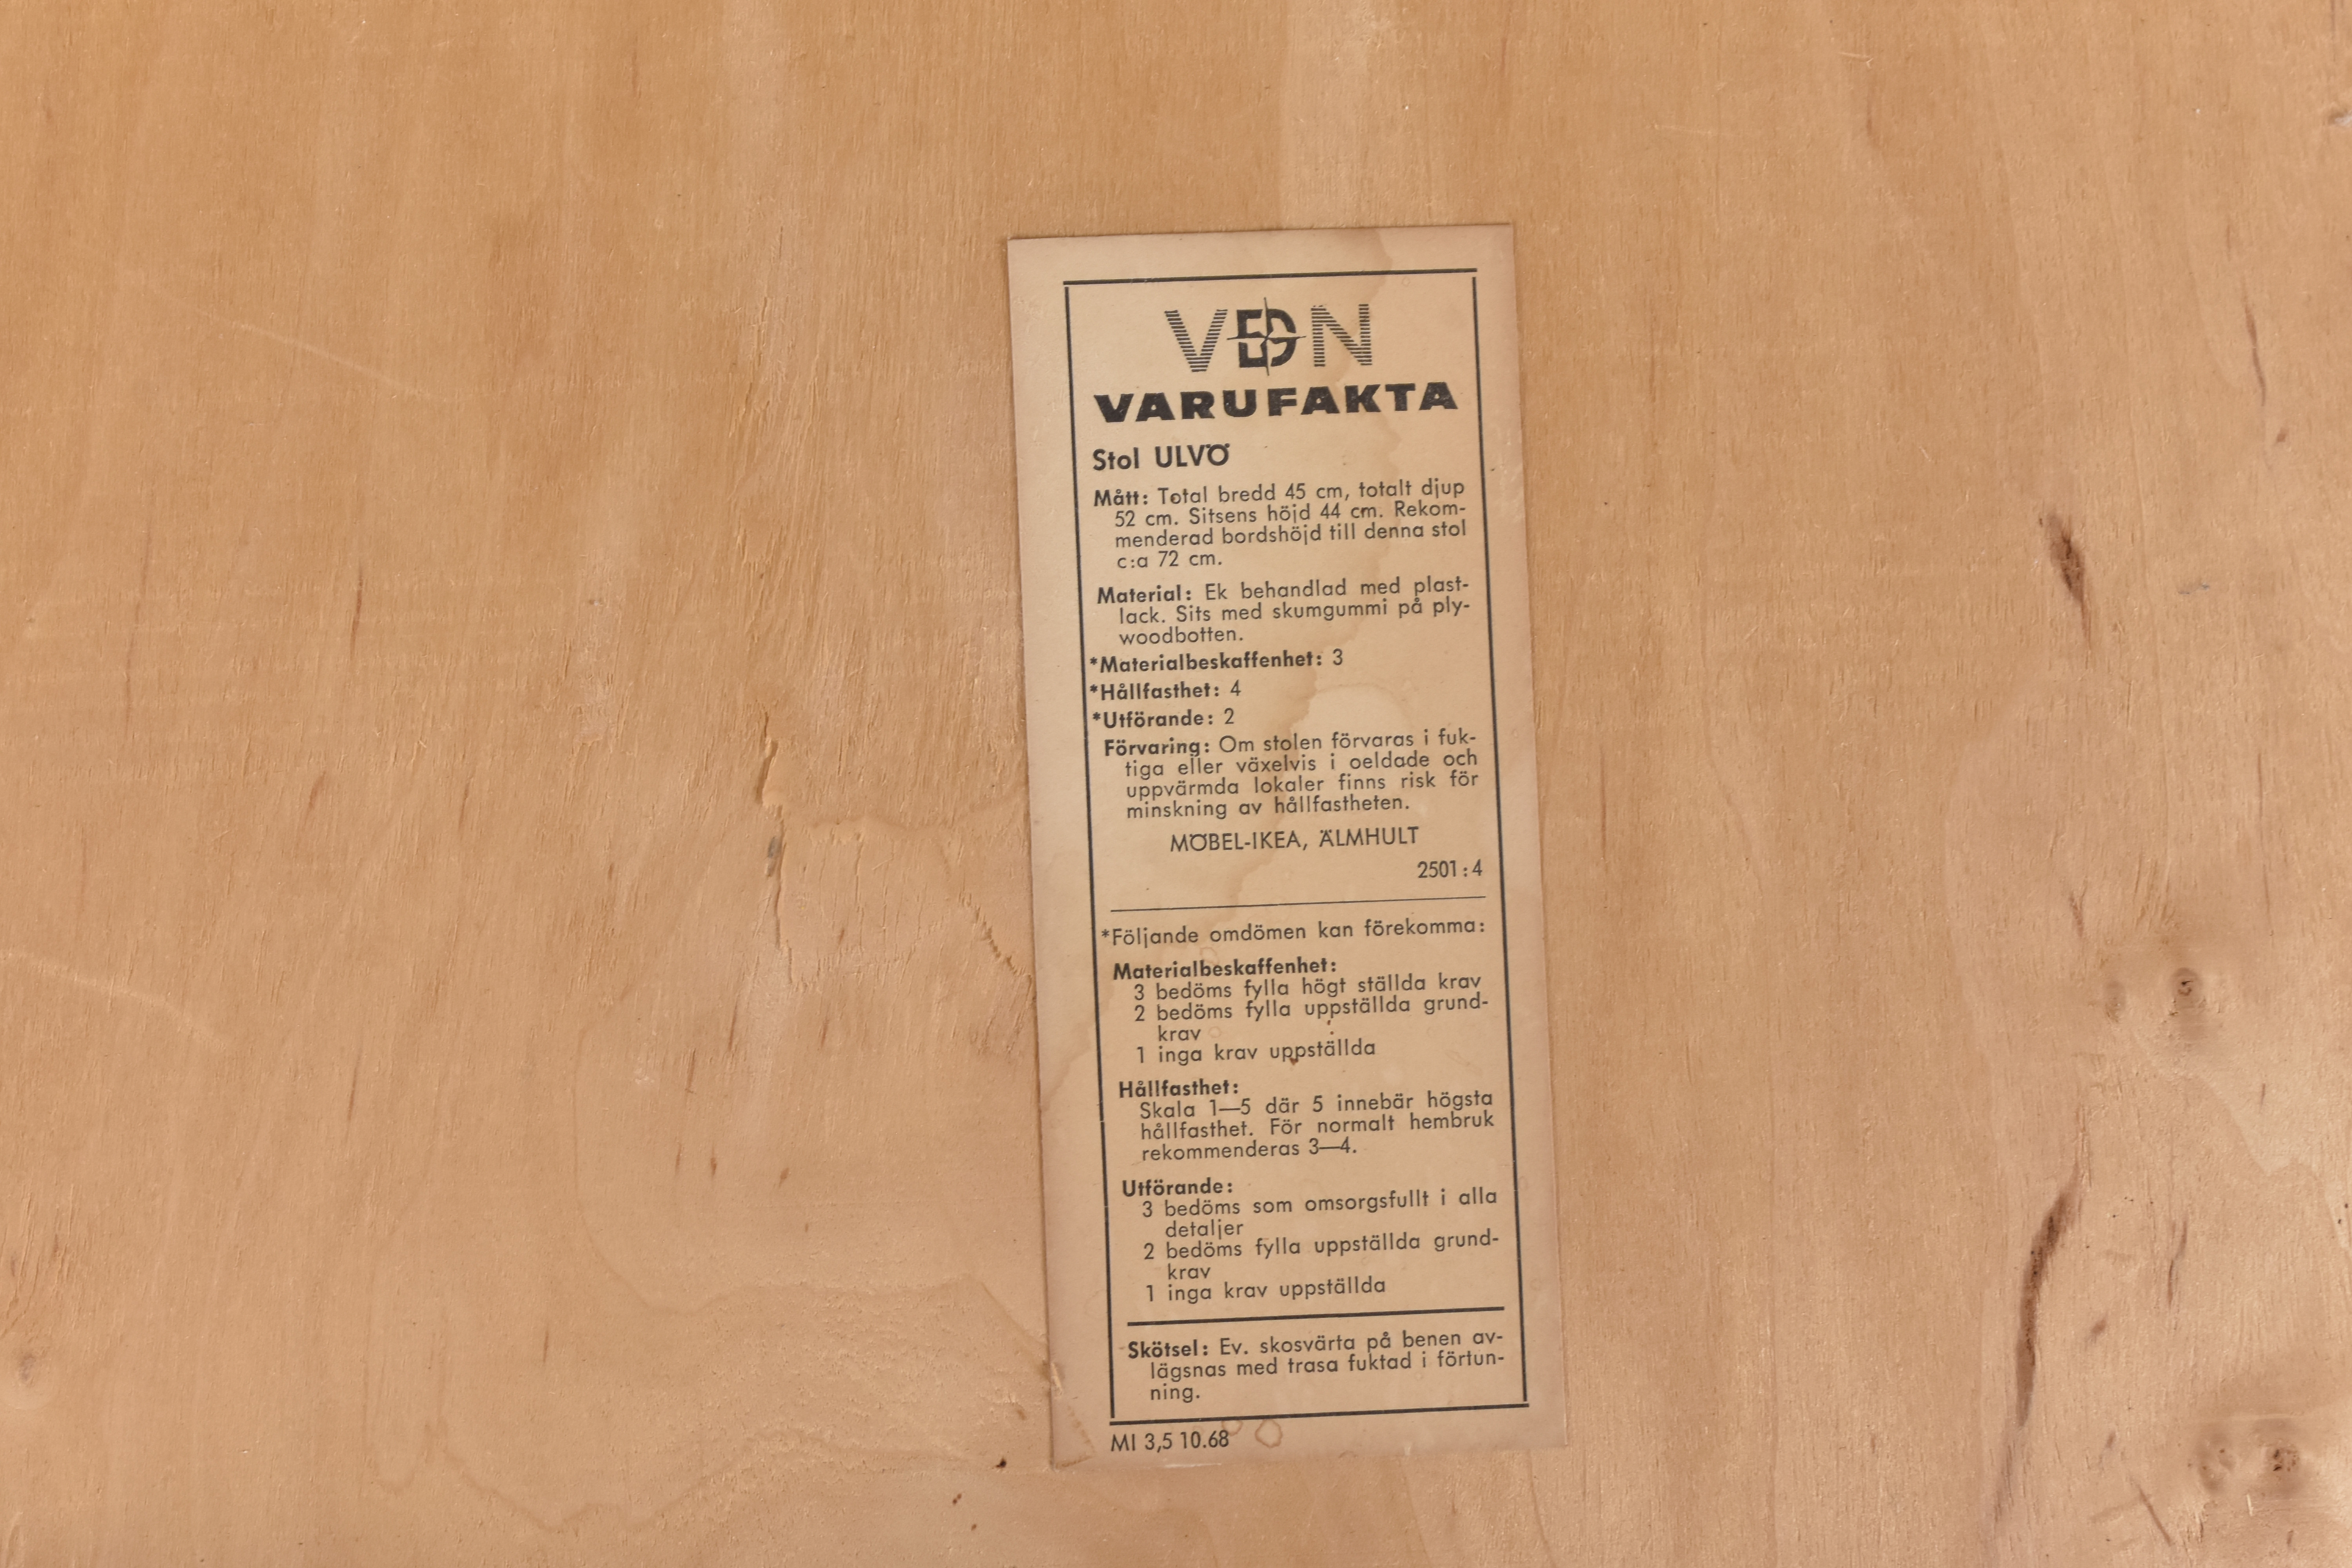 VDN
VARUFAKTA
Stol ULVÖ
Mått: Total bredd 45 cm, totalt djup
52 cm. Sitsens höjd 44 cm. Rekom-
menderad bordshöjd till denna stol
c:a 72 cm.
Material: Ek behandlad med plast-
lack. Sits med skumgummi på ply-
woodbotten.
*Materialbeskaffenhet: 3
*Hållfasthet: 4
*Utförande: 2
Förvaring: Om stolen förvaras i fuk-
tiga eller växelvis i oeldade och
uppvärmda lokaler finns risk för
minskning av hållfastheten.
MÖBEL-IKEA, ÄLMHULT
2501:4
*Följande omdömen kan förekomma:
Materialbeskaffenhet:
3 bedöms fylla högt ställda krav
2 bedöms fylla uppställda grund-
krav
1 inga krav uppställda
Hållfasthet:
Skala 1—5 där 5 innebär högsta
hållfasthet. För normalt hembruk
rekommenderas 3—4.
Utförande:
3 bedöms som omsorgsfullt i alla
detaljer
2 bedöms fylla uppställda grund-
krav
1 inga krav uppställda
Skötsel: Ev. skosvärta på benen av-
lägsnas med trasa fuktad i förtun-
ning.
MI 3,5 10.68